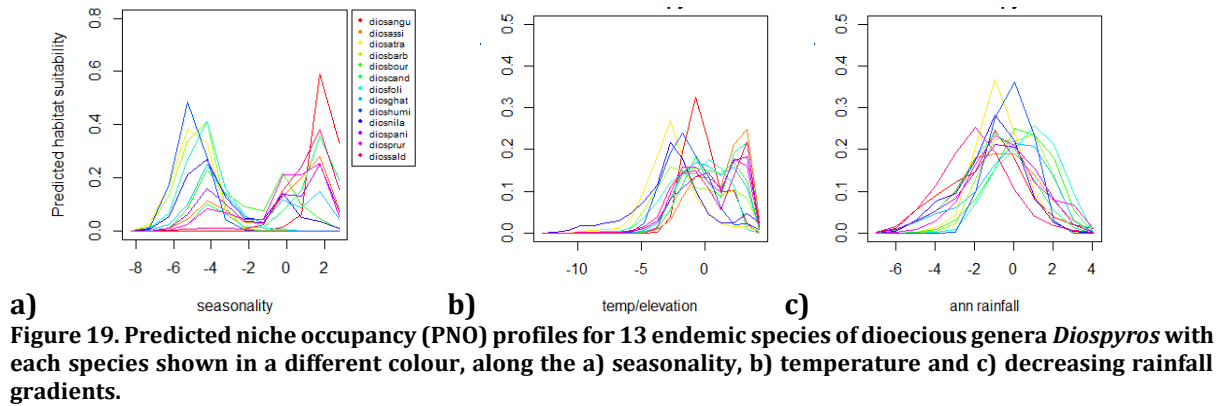 0.8
0.6
0.4
0.2
0.0
Predicted habitat suitability
-8 -6 -4 -2 0 2
seasonality
diosangu
diosassi
diosatra
diosbarb
diosbour
dioscand
diosfoli
diosghat
dioshumi
diosnila
diospani
diosprur
diossald
0.5
0.4
0.3
0.2
0.1
0.0
-10 -5 0
temp/elevation
0.5
0.4
0.3
0.2
0.1
0.0
-6 -4 -2 0 2 4
ann rainfall
a) b) c)
Figure 19. Predicted niche occupancy (PNO) profiles for 13 endemic species of dioecious genera Diospyros with
each species shown in a different colour, along the a) seasonality, b) temperature and c) decreasing rainfall
gradients.